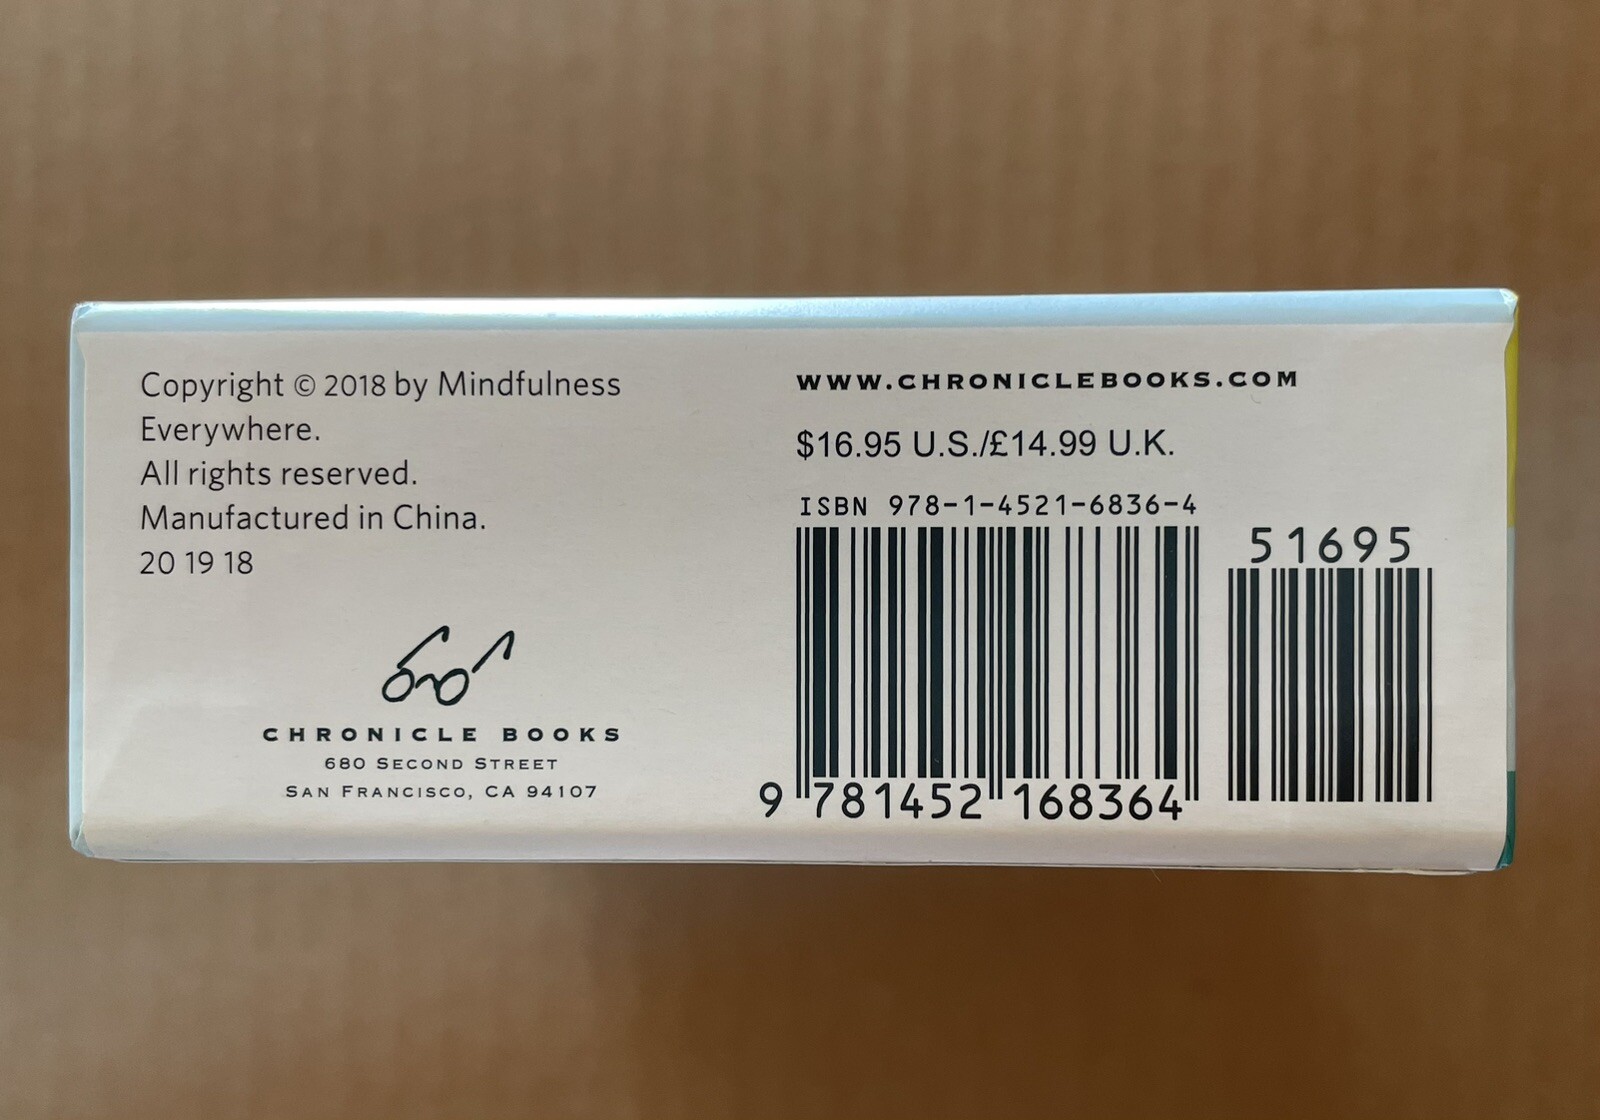 Copyright © 2018 by Mindfulness
Everywhere.
All rights reserved.
Manufactured in China.
20 19 18
CHRONICLE BOOKS
680 SECOND STREET
SAN FRANCISCO, CA 94107
WWW.CHRONICLEBOOKS.COM
$16.95 U.S./£14.99 U.K.
ISBN 978-1-4521-6836-4
51695
9 781452 168364